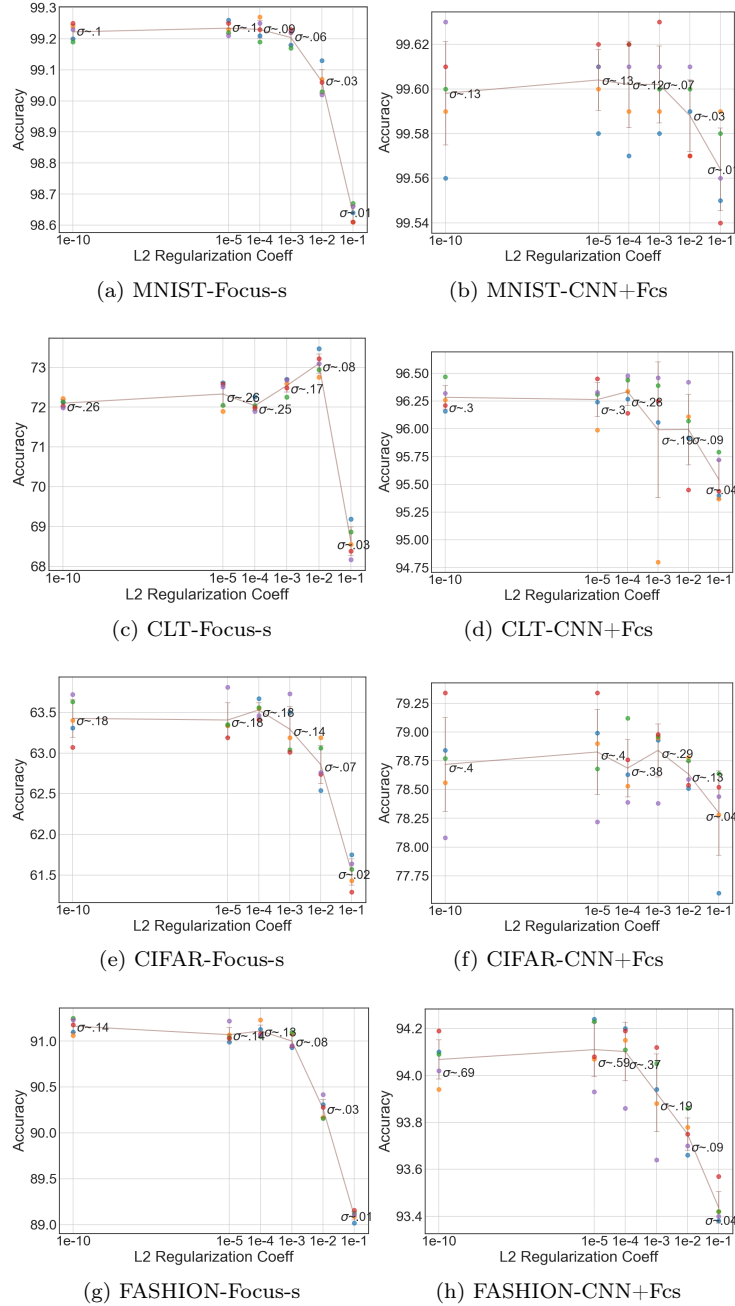 99.3
99.2
99.1
99.0
98.9
98.8
98.7
98.6
Accuracy
σ~.1
σ~.1
σ~.09
σ~.06
σ~.03
σ~.01
1e-10 1e-5 1e-4 1e-3 1e-2 1e-1
L2 Regularization Coeff
(a) MNIST-Focus-s
99.62
99.60
99.58
99.56
99.54
Accuracy
σ~.13
σ~.13
σ~.12
σ~.07
σ~.03
σ~.01
1e-10 1e-5 1e-4 1e-3 1e-2 1e-1
L2 Regularization Coeff
(b) MNIST-CNN+Fcs
73
72
71
70
69
68
Accuracy
σ~.26
σ~.26
σ~.25
σ~.17
σ~.08
σ~.03
1e-10 1e-5 1e-4 1e-3 1e-2 1e-1
L2 Regularization Coeff
(c) CLT-Focus-s
96.50
96.25
96.00
95.75
95.50
95.25
95.00
94.75
Accuracy
σ~.3
σ~.3
σ~.28
σ~.19
σ~.09
σ~.04
1e-10 1e-5 1e-4 1e-3 1e-2 1e-1
L2 Regularization Coeff
(d) CLT-CNN+Fcs
63.5
63.0
62.5
62.0
61.5
Accuracy
σ~.18
σ~.18
σ~.18
σ~.14
σ~.07
σ~.02
1e-10 1e-5 1e-4 1e-3 1e-2 1e-1
L2 Regularization Coeff
(e) CIFAR-Focus-s
79.25
79.00
78.75
78.50
78.25
78.00
77.75
Accuracy
σ~.4
σ~.4
σ~.38
σ~.29
σ~.13
σ~.04
1e-10 1e-5 1e-4 1e-3 1e-2 1e-1
L2 Regularization Coeff
(f) CIFAR-CNN+Fcs
91.0
90.5
90.0
89.5
89.0
Accuracy
σ~.14
σ~.14
σ~.13
σ~.08
σ~.03
σ~.01
1e-10 1e-5 1e-4 1e-3 1e-2 1e-1
L2 Regularization Coeff
(g) FASHION-Focus-s
94.2
94.0
93.8
93.6
93.4
Accuracy
σ~.69
σ~.59
σ~.37
σ~.19
σ~.09
σ~.04
1e-10 1e-5 1e-4 1e-3 1e-2 1e-1
L2 Regularization Coeff
(h) FASHION-CNN+Fcs